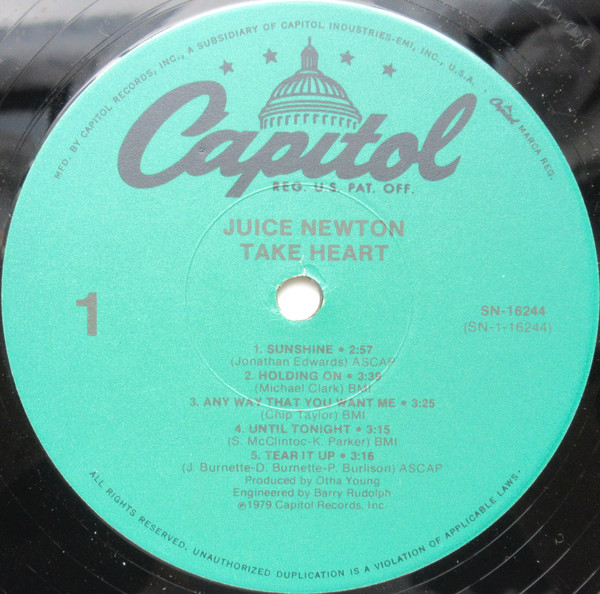 MFD. BY CAPITOL RECORDS, INC., A SUBSIDIARY OF CAPITOL INDUSTRIES-EMI, INC., U.S.A.
Capitol MARCA REG.
Capitol
REG. U.S. PAT. OFF.
JUICE NEWTON
TAKE HEART
1
SN-16244
(SN-1-16244)
1. SUNSHINE • 2:57
(Jonathan Edwards) ASCAP
2. HOLDING ON • 3:39
(Michael Clark) BMI
3. ANY WAY THAT YOU WANT ME • 3:25
(Chip Taylor) BMI
4. UNTIL TONIGHT • 3:15
(S. McClintoc-K. Parker) BMI
5. TEAR IT UP • 3:16
(J. Burnette-D. Burnette-P. Burlison) ASCAP
Produced by Otha Young
Engineered by Barry Rudolph
℗1979 Capitol Records, Inc.
ALL RIGHTS RESERVED, UNAUTHORIZED DUPLICATION IS A VIOLATION OF APPLICABLE LAWS.